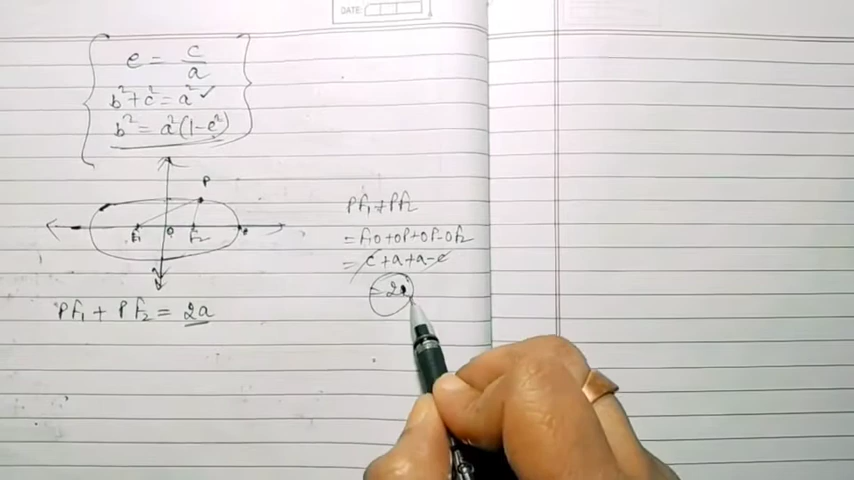 DATE:
e = c/a
b² + c² = a² ✓
b² = a²(1-e²)
P
F₁ O F₂
PF₁ + PF₂ = 2a
PF₁ + PF₂
= F₁O + OP + OP - OF₂
= c + a + a - c
= 2a